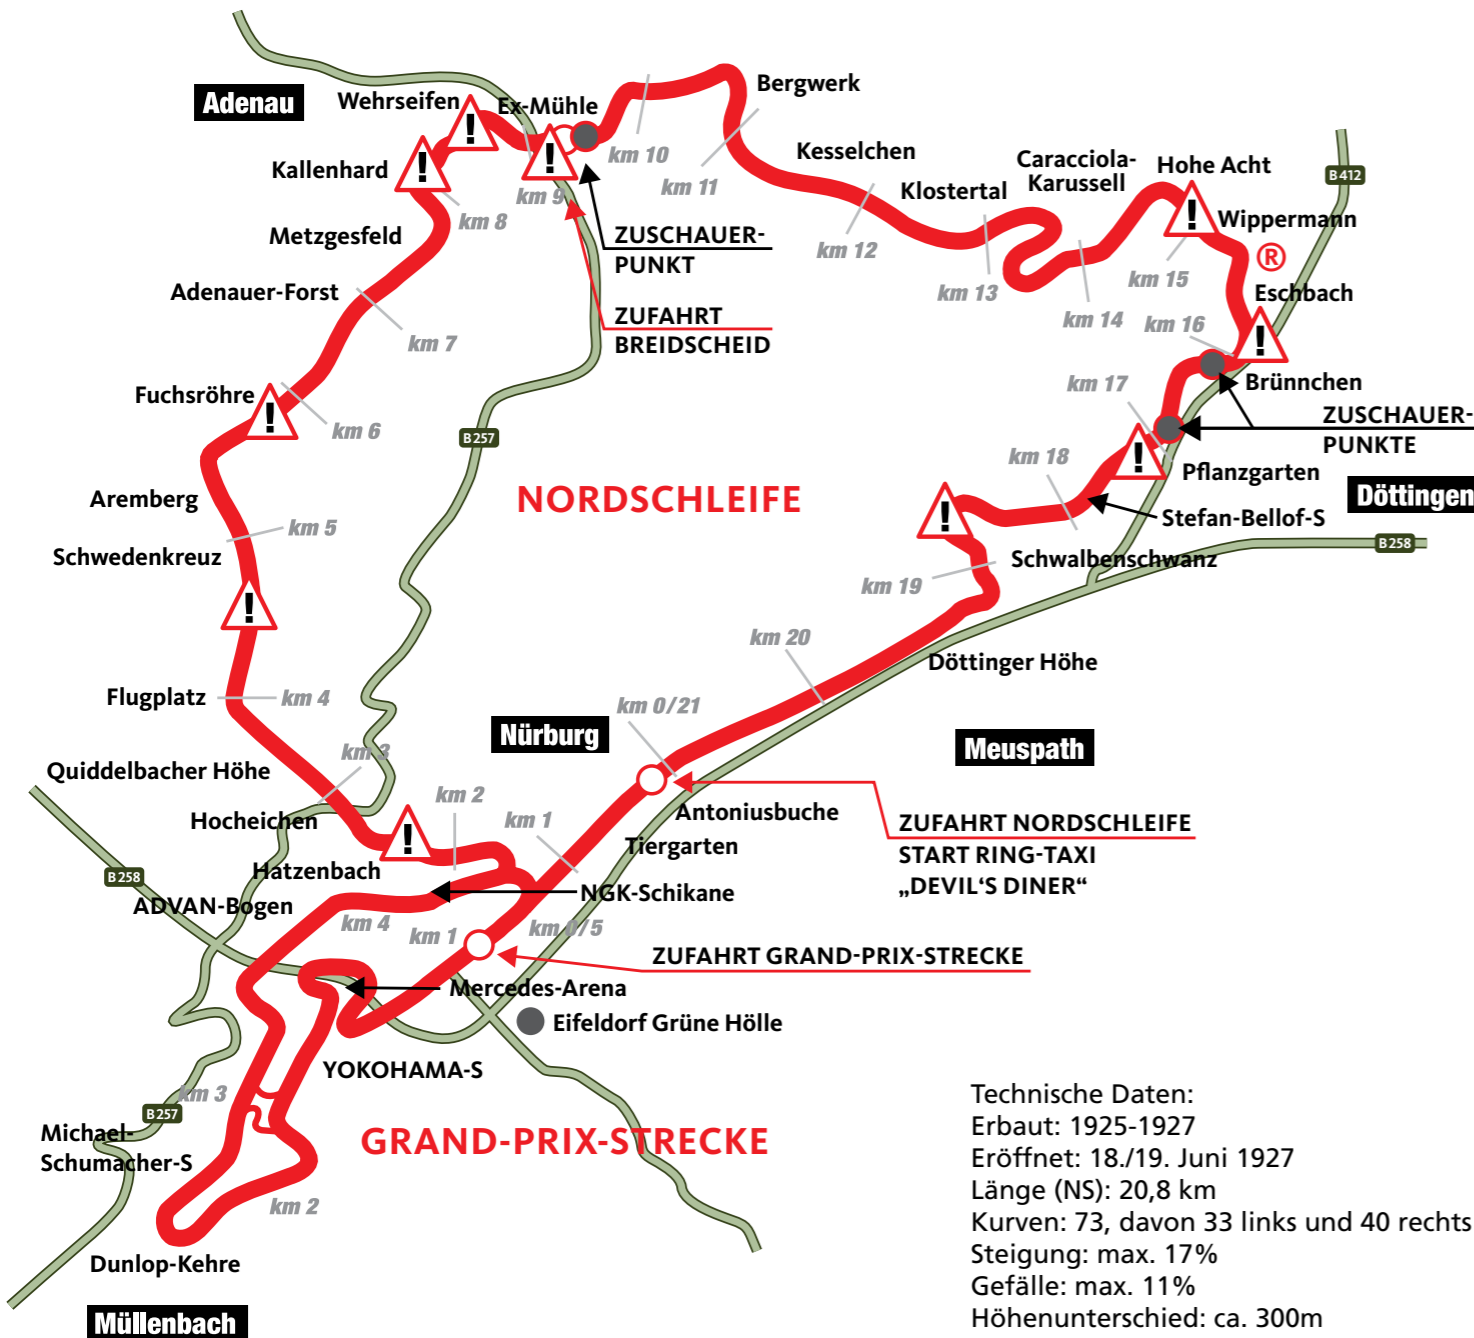 Adenau
Wehrseifen
Ex-Mühle
Bergwerk
Kallenhard
Kesselchen
Caracciola-
Karussell
Hohe Acht
Klostertal
Wippermann
B 412
km 10
km 11
km 9
km 8
km 12
km 13
km 14
km 15
®
Metzgesfeld
ZUSCHAUER-
PUNKT
Eschbach
Adenauer-Forst
ZUFAHRT
BREIDSCHEID
km 16
km 7
Brünnchen
km 17
Fuchsröhre
km 6
B 257
ZUSCHAUER-
PUNKTE
km 18
Pflanzgarten
Döttingen
NORDSCHLEIFE
Aremberg
Stefan-Bellof-S
km 5
Schwedenkreuz
Schwalbenschwanz
B 258
km 19
km 20
Döttinger Höhe
Flugplatz
km 4
km 0/21
Nürburg
Meuspath
km 3
Quiddelbacher Höhe
km 2
Antoniusbuche
Hocheichen
km 1
ZUFAHRT NORDSCHLEIFE
START RING-TAXI
„DEVIL‘S DINER“
Tiergarten
Hatzenbach
B 258
NGK-Schikane
ADVAN-Bogen
km 4
km 1
km 0/5
ZUFAHRT GRAND-PRIX-STRECKE
Mercedes-Arena
Eifeldorf Grüne Hölle
YOKOHAMA-S
km 3
B 257
Michael-
Schumacher-S
GRAND-PRIX-STRECKE
km 2
Dunlop-Kehre
Müllenbach
Technische Daten:
Erbaut: 1925-1927
Eröffnet: 18./19. Juni 1927
Länge (NS): 20,8 km
Kurven: 73, davon 33 links und 40 rechts
Steigung: max. 17%
Gefälle: max. 11%
Höhenunterschied: ca. 300m